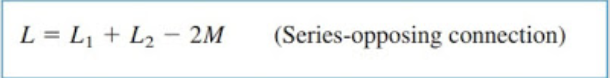 L = L₁ + L₂ − 2M (Series-opposing connection)